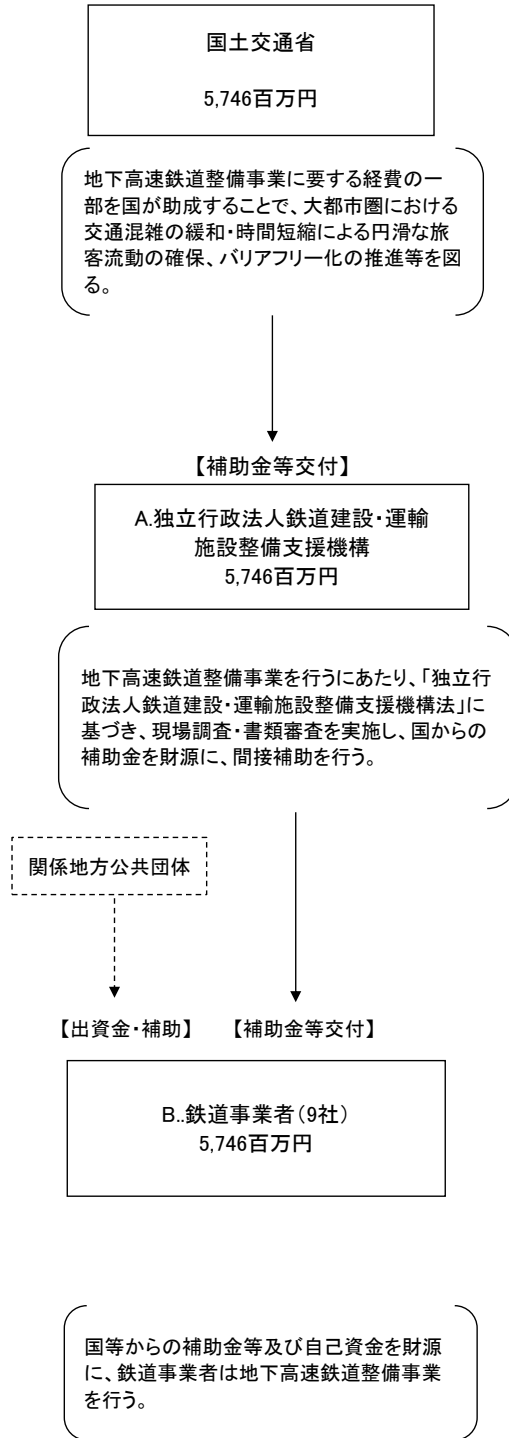 国土交通省
5,746百万円
地下高速鉄道整備事業に要する経費の一
部を国が助成することで、大都市圏における
交通混雑の緩和・時間短縮による円滑な旅
客流動の確保、バリアフリー化の推進等を図
る。
【補助金等交付】
A.独立行政法人鉄道建設・運輸
施設整備支援機構
5,746百万円
地下高速鉄道整備事業を行うにあたり、「独立行
政法人鉄道建設・運輸施設整備支援機構法」に
基づき、現場調査・書類審査を実施し、国からの
補助金を財源に、間接補助を行う。
関係地方公共団体
【出資金・補助】 【補助金等交付】
B..鉄道事業者(9社)
5,746百万円
国等からの補助金等及び自己資金を財源
に、鉄道事業者は地下高速鉄道整備事業
を行う。